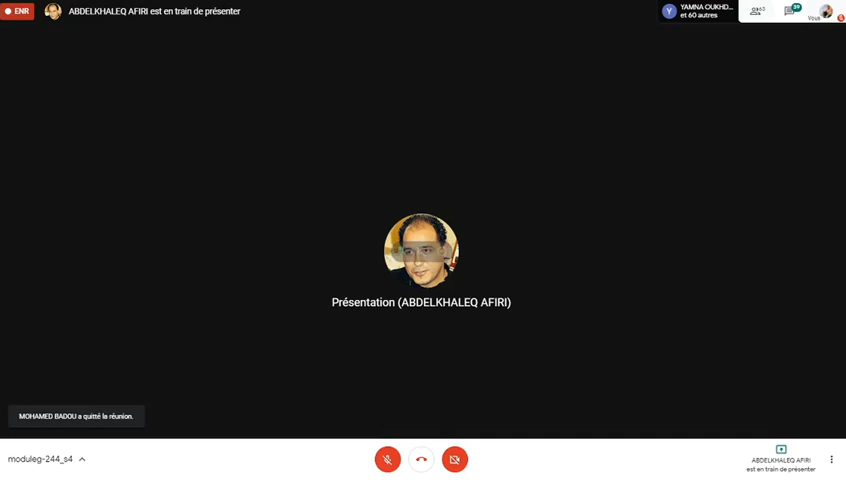 ENR
ABDELKHALEQ AFIRI est en train de présenter
Y
YAMNA OUKHD...
et 60 autres
63
39
Vous
Présentation (ABDELKHALEQ AFIRI)
MOHAMED BADOU a quitté la réunion.
moduleg-244_s4
ABDELKHALEQ AFIRI
est en train de présenter